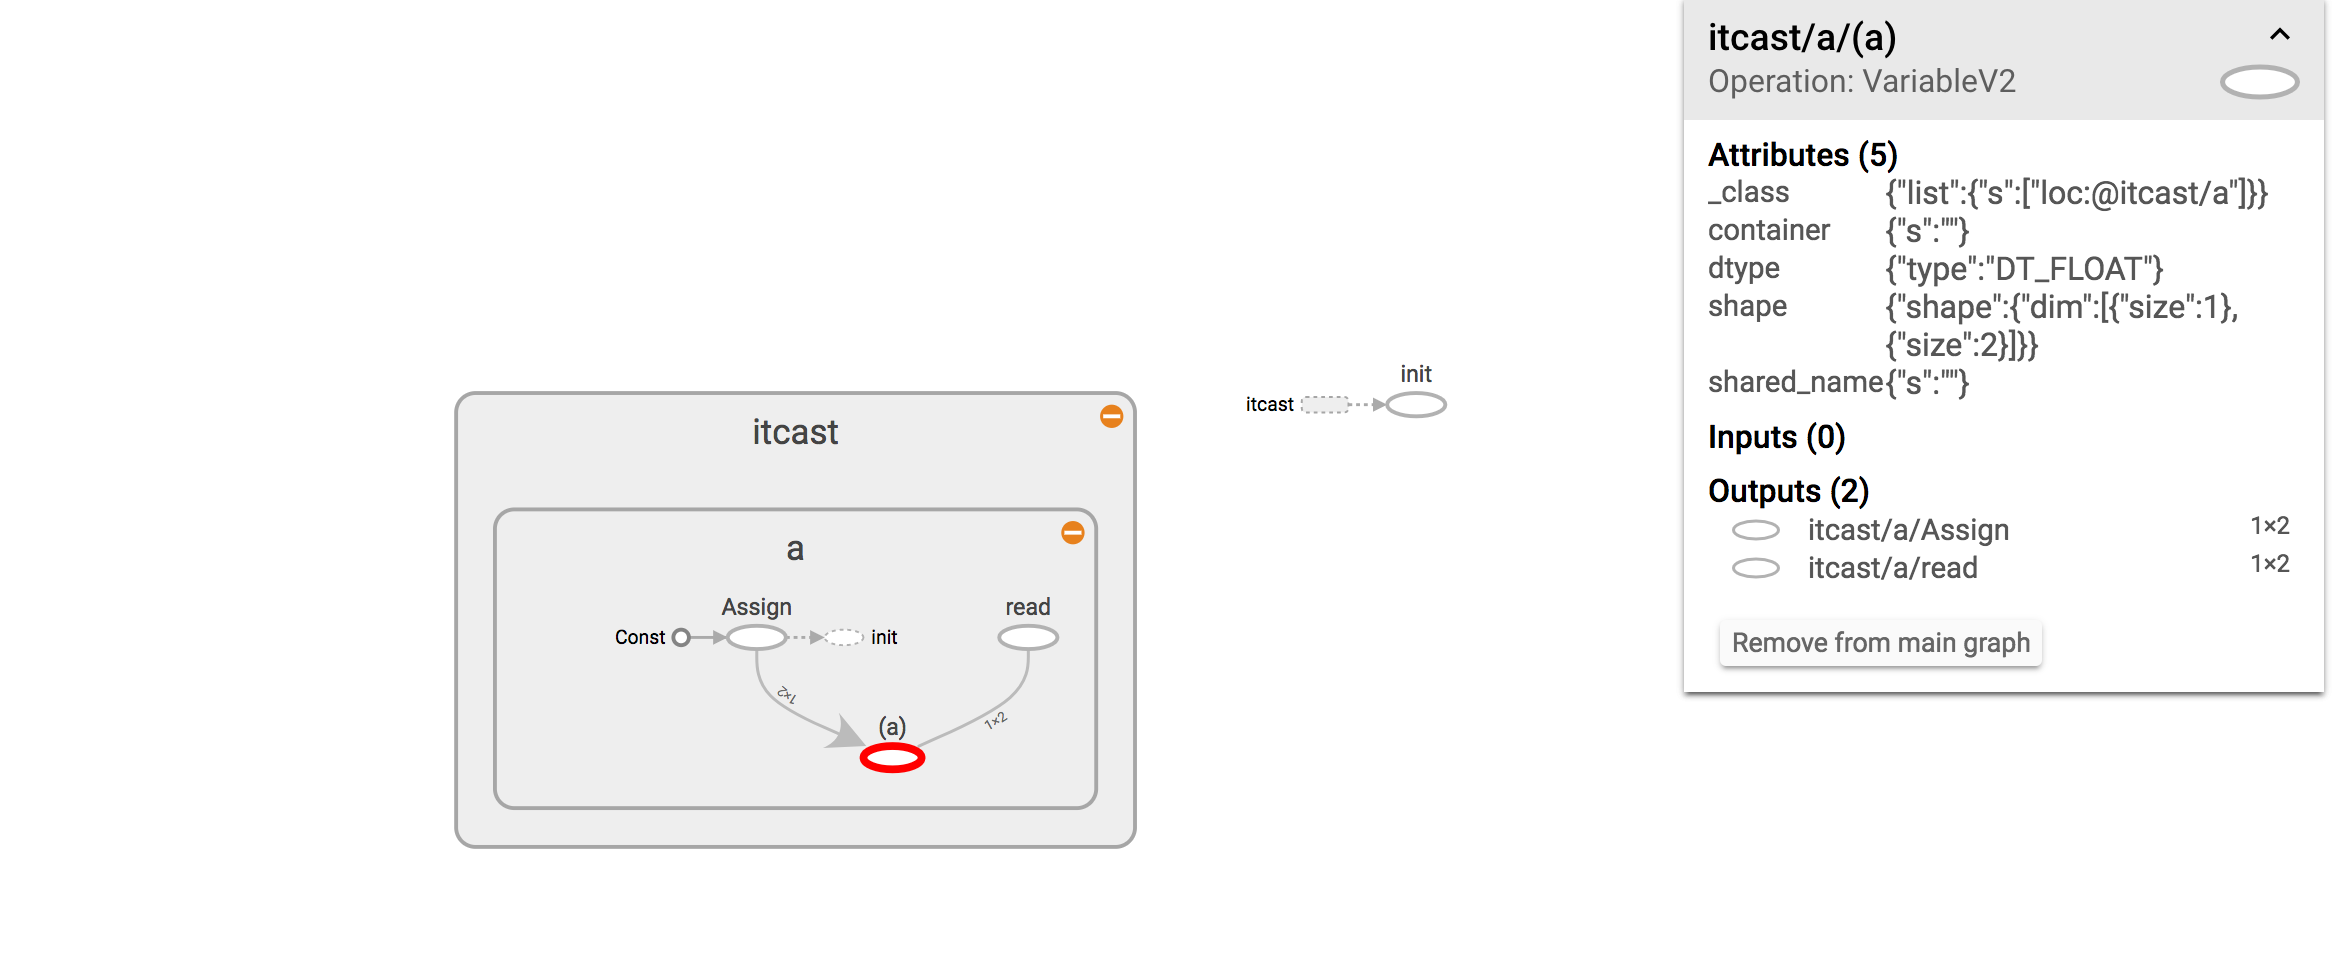 itcast
a
Assign
read
Const
init
1×2
(a)
1×2
init
itcast
itcast/a/(a)
Operation: VariableV2
Attributes (5)
_class {"list":{"s":["loc:@itcast/a"]}}
container {"s":""}
dtype {"type":"DT_FLOAT"}
shape {"shape":{"dim":[{"size":1},
{"size":2}]}}
shared_name {"s":""}
Inputs (0)
Outputs (2)
itcast/a/Assign 1×2
itcast/a/read 1×2
Remove from main graph